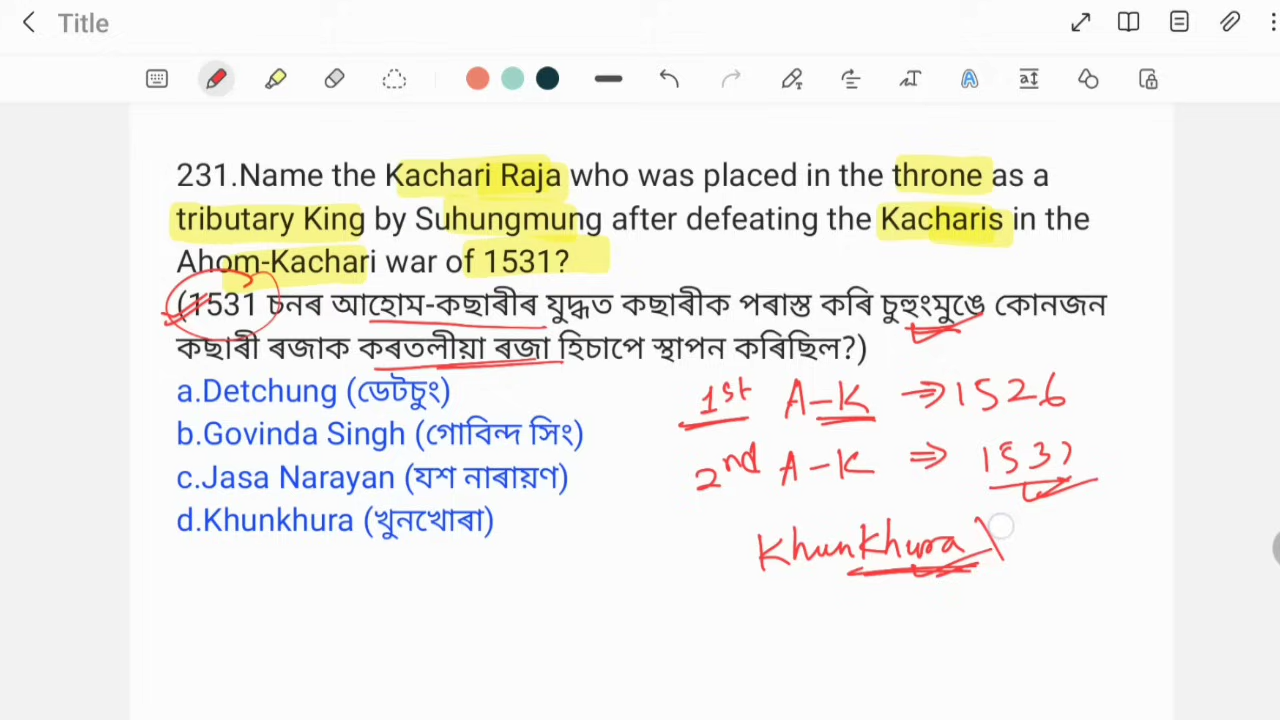 Title
231.Name the Kachari Raja who was placed in the throne as a
tributary King by Suhungmung after defeating the Kacharis in the
Ahom-Kachari war of 1531?
(1531 চনৰ আহোম-কছাৰীৰ যুদ্ধত কছাৰীক পৰাস্ত কৰি চুহুংমুঙে কোনজন
কছাৰী ৰজাক কৰতলীয়া ৰজা হিচাপে স্থাপন কৰিছিল?)
a.Detchung (ডেটচুং)
b.Govinda Singh (গোবিন্দ সিং)
c.Jasa Narayan (যশ নাৰায়ণ)
d.Khunkhura (খুনখোৰা)
1st A-K ⇒ 1526
2nd A-K ⇒ 1531
Khunkhura